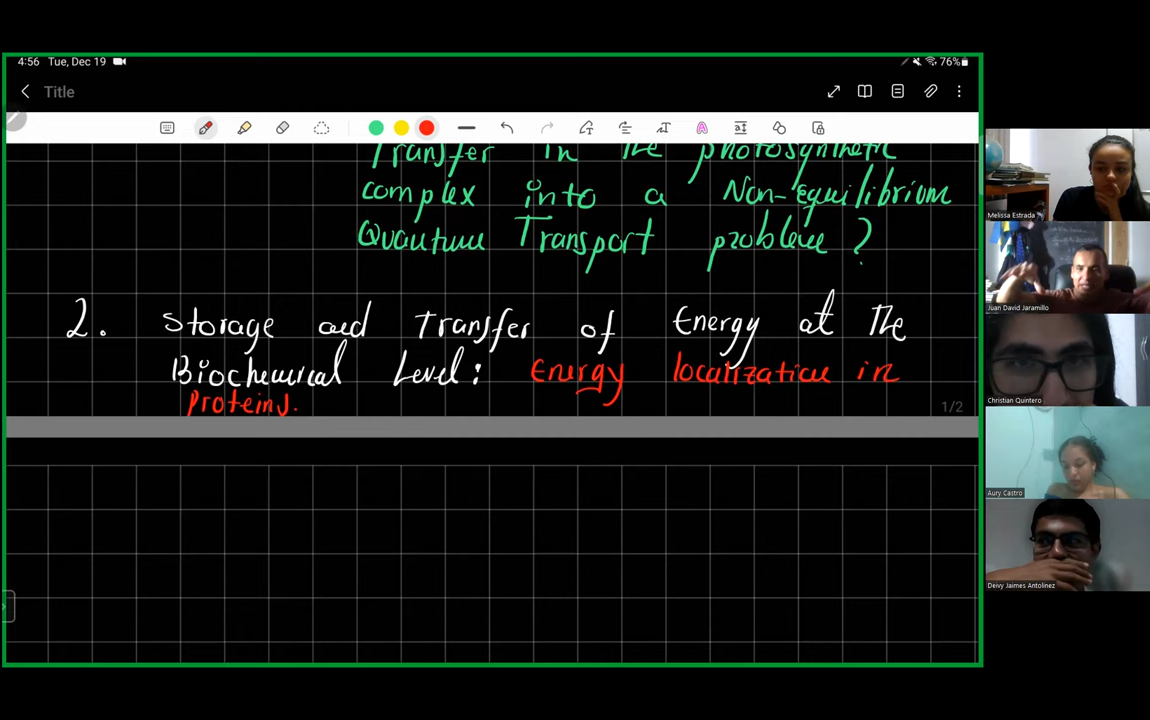 4:56 Tue, Dec 19 76%
Title
Transfer in the photosynthetic
complex into a Non-equilibrium
Quantum Transport problem?
2. Storage and Transfer of Energy at the
Biochemical Level: Energy localization in
proteins.
1/2
Melissa Estrada
Juan David Jaramillo
Christian Quintero
Aury Castro
Deivy Jaimes Antolinez